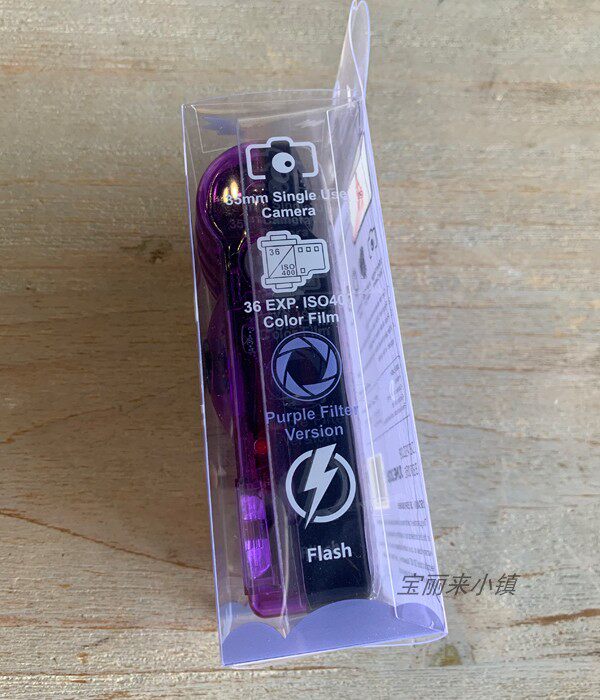 35mm Single Use
Camera
36
ISO
400
36 EXP. ISO40
Color Film
Purple Filter
Version
Flash
宝丽来小镇